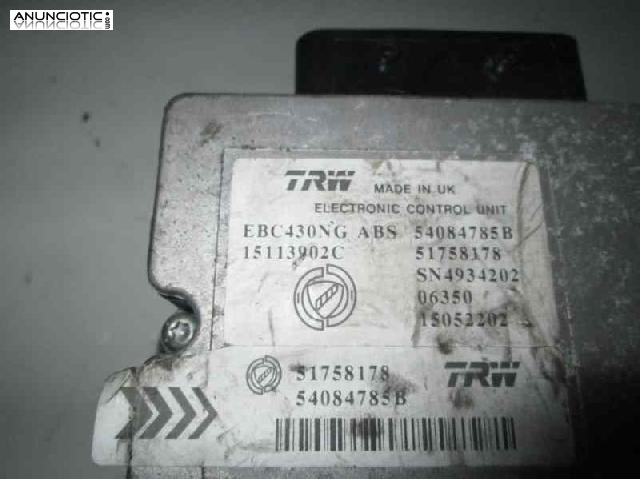 ANUNCIOTIC.com
TRW MADE IN UK
ELECTRONIC CONTROL UNIT
EBC430NG ABS 54084785B
15113902C 51758178
SN4934202
06350
15052202
51758178 TRW
54084785B